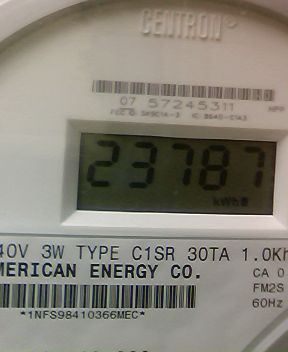 CENTRON
07 57245311
23787
kWh
40V 3W TYPE C1SR 30TA 1.0Kh
MERICAN ENERGY CO.
CA 0
FM2S
60Hz
*1NFS98410366MEC*